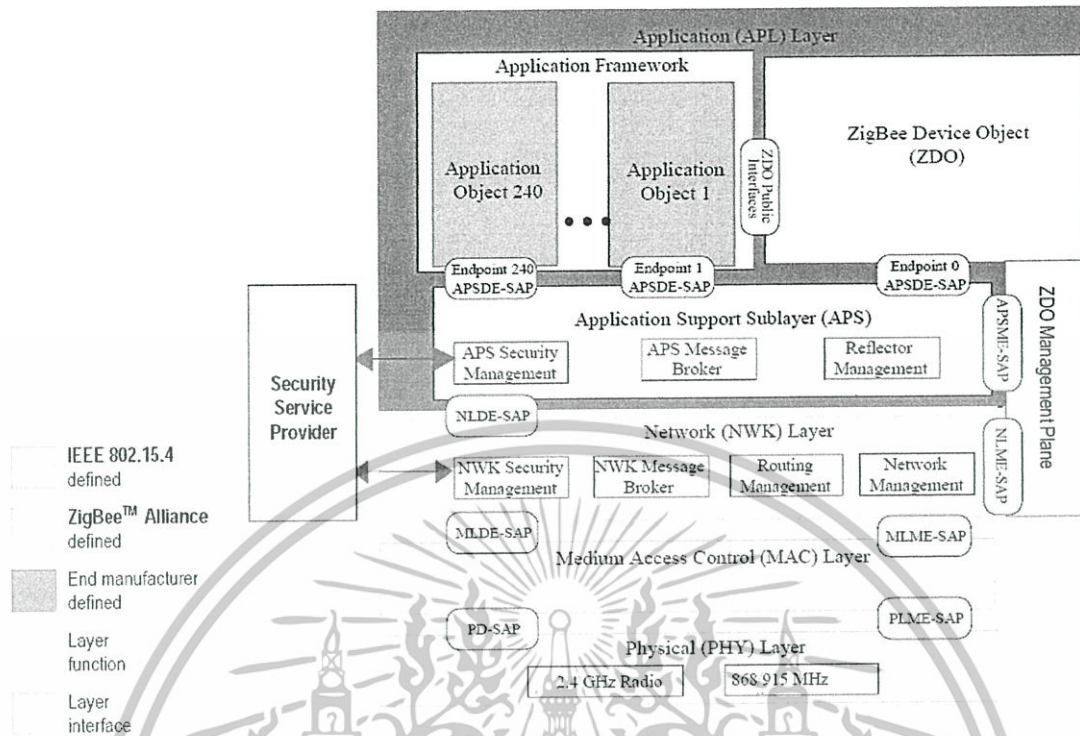 Application (APL) Layer
Application Framework
Application
Object 240
Application
Object 1
ZDO Public
Interfaces
ZigBee Device Object
(ZDO)
Endpoint 240
APSDE-SAP
Endpoint 1
APSDE-SAP
Endpoint 0
APSDE-SAP
Application Support Sublayer (APS)
APS Security
Management
APS Message
Broker
Reflector
Management
APSME-SAP
ZDO Management Plane
Security
Service
Provider
NLDE-SAP
Network (NWK) Layer
NLME-SAP
NWK Security
Management
NWK Message
Broker
Routing
Management
Network
Management
MLDE-SAP
MLME-SAP
Medium Access Control (MAC) Layer
PD-SAP
PLME-SAP
Physical (PHY) Layer
2.4 GHz Radio
868 915 MHz
IEEE 802.15.4
defined
ZigBee™ Alliance
defined
End manufacturer
defined
Layer
function
Layer
interface